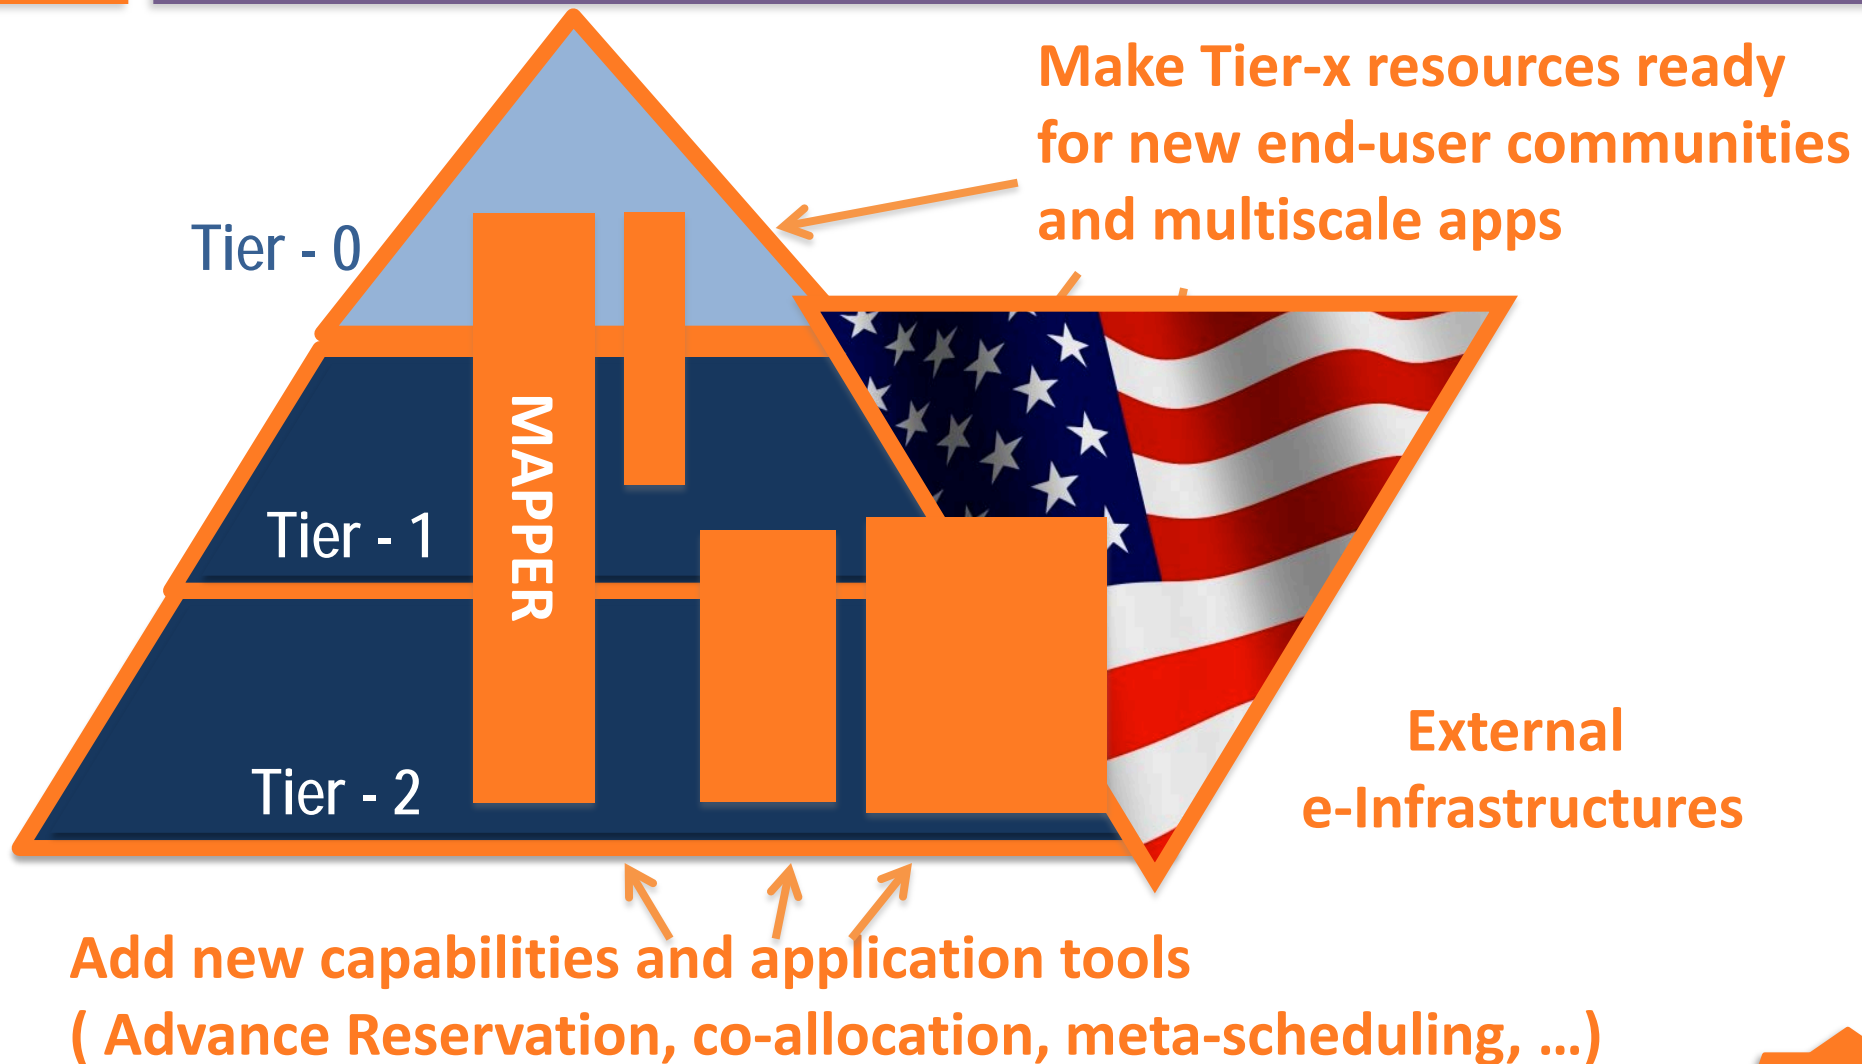 Make Tier-x resources ready
for new end-user communities
and multiscale apps
Tier - 0
MAPPER
Tier - 1
Tier - 2
External
e-Infrastructures
Add new capabilities and application tools
( Advance Reservation, co-allocation, meta-scheduling, ...)